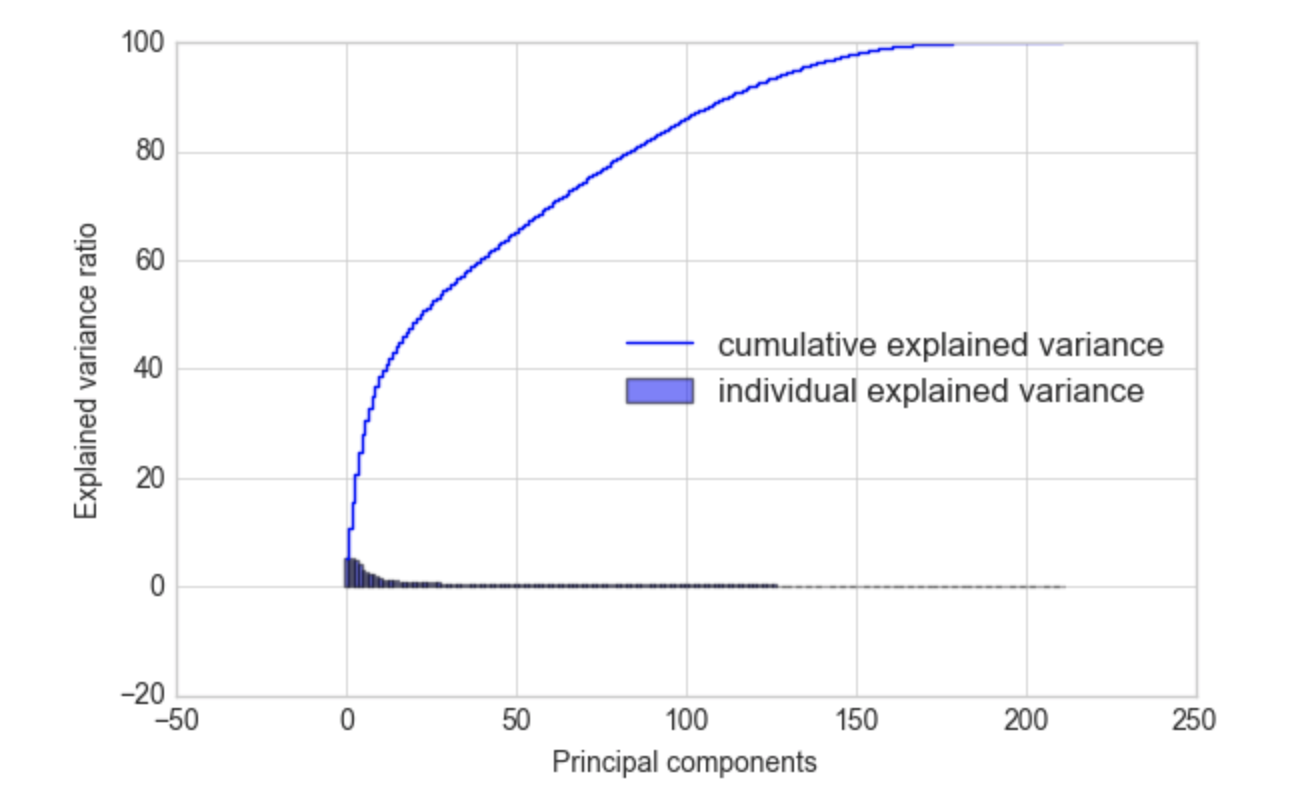 100
80
60
40
20
0
−20
Explained variance ratio
cumulative explained variance
individual explained variance
−50 0 50 100 150 200 250
Principal components